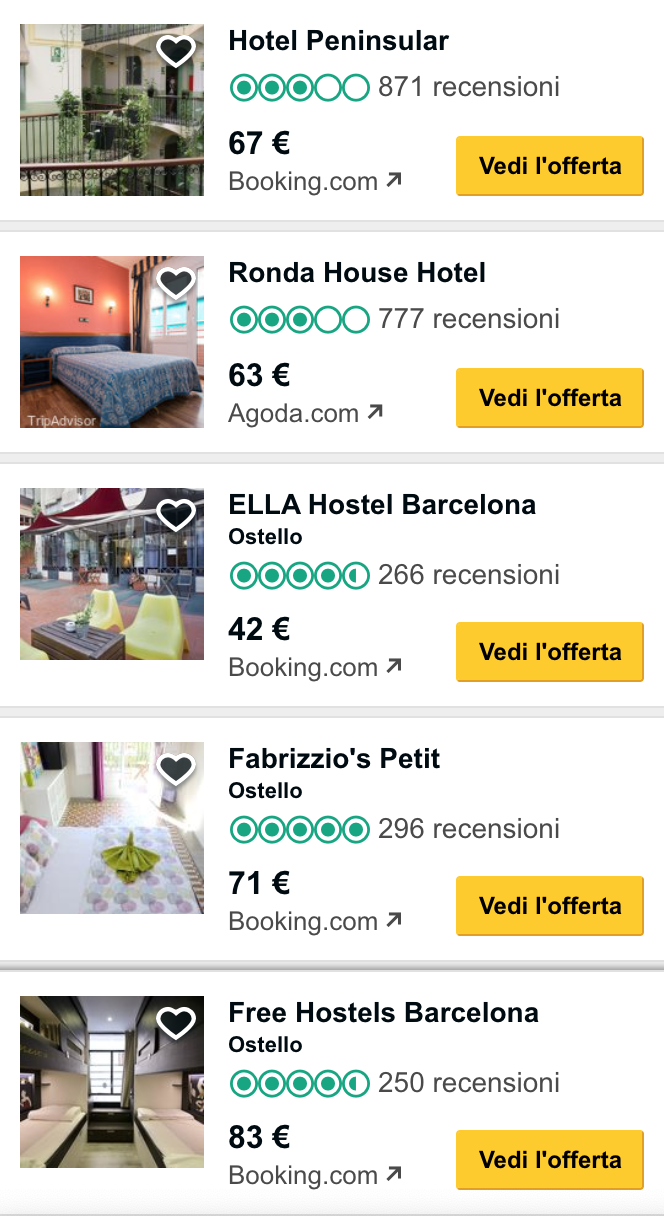 Hotel Peninsular
871 recensioni
67 €
Booking.com
Vedi l'offerta
Ronda House Hotel
777 recensioni
63 €
Agoda.com
Vedi l'offerta
TripAdvisor
ELLA Hostel Barcelona
Ostello
266 recensioni
42 €
Booking.com
Vedi l'offerta
Fabrizzio's Petit
Ostello
296 recensioni
71 €
Booking.com
Vedi l'offerta
Free Hostels Barcelona
Ostello
250 recensioni
83 €
Booking.com
Vedi l'offerta